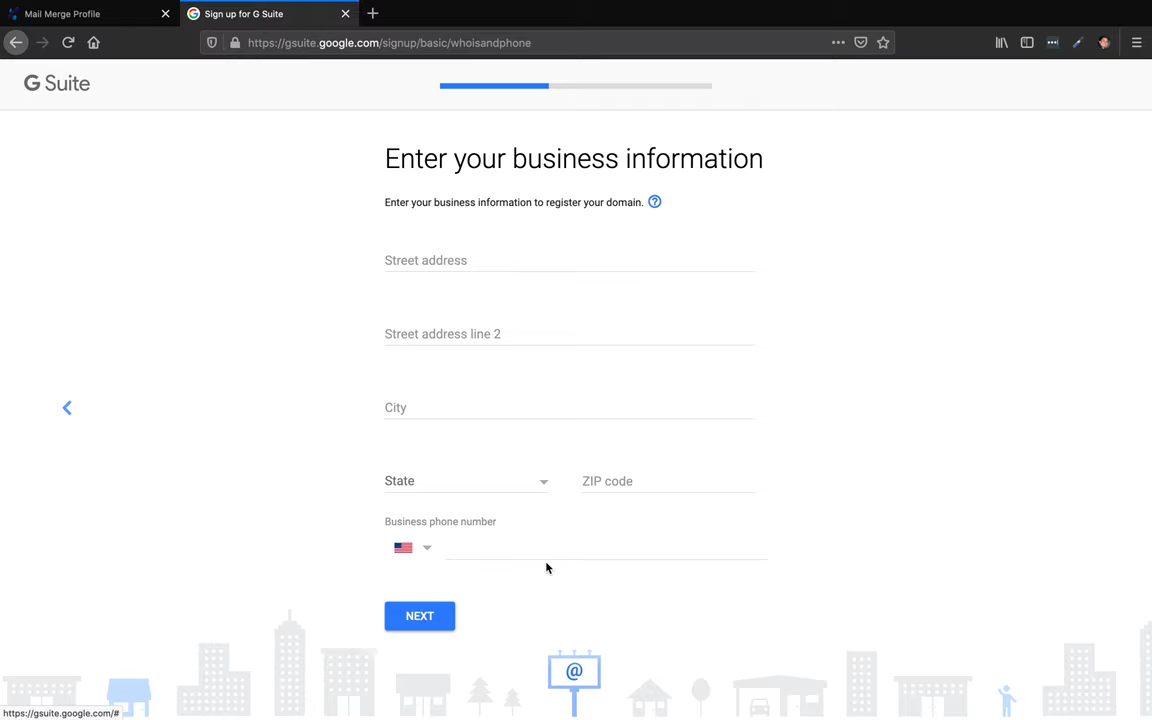 Mail Merge Profile
Sign up for G Suite
https://gsuite.google.com/signup/basic/whoisandphone
G Suite
Enter your business information
Enter your business information to register your domain.
Street address
Street address line 2
City
State
ZIP code
Business phone number
NEXT
@
https://gsuite.google.com/#